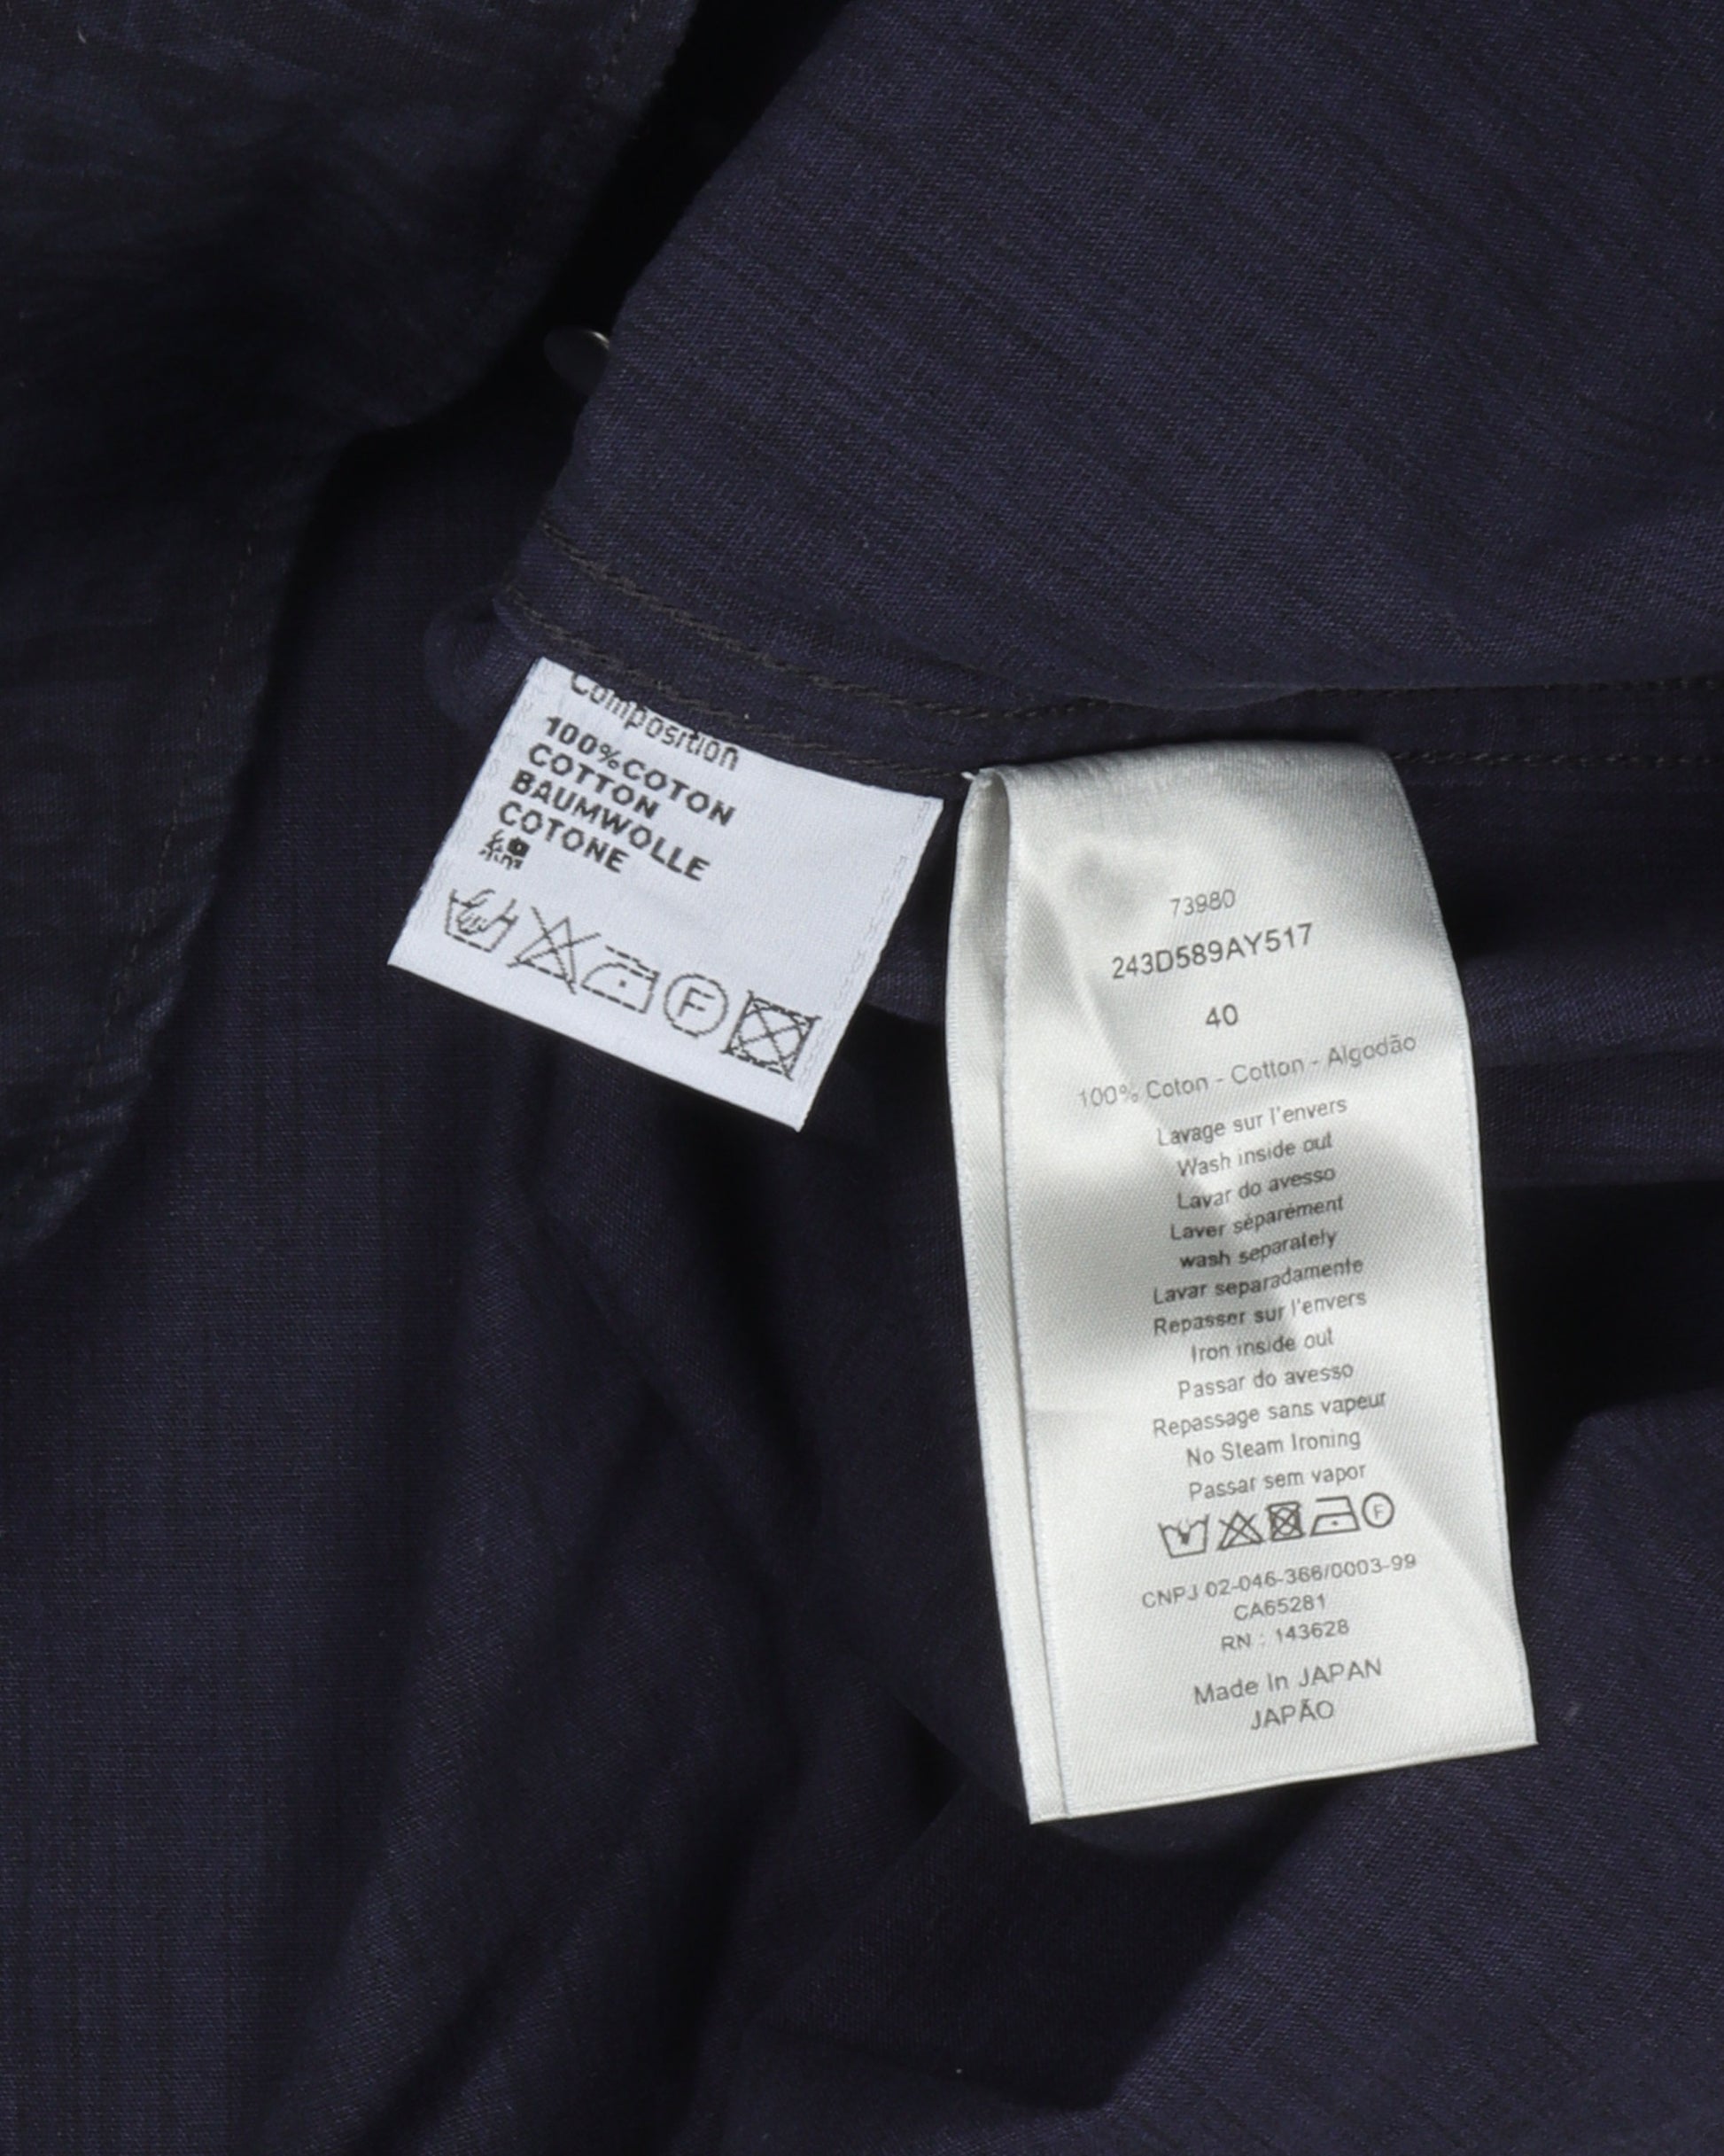 Composition
100%COTON
COTTON
BAUMWOLLE
COTONE
綿
F
73980
243D589AY517
40
100% Coton - Cotton - Algodão
Lavage sur l'envers
Wash inside out
Lavar do avesso
Laver séparément
wash separately
Lavar separadamente
Repasser sur l'envers
Iron inside out
Passar do avesso
Repassage sans vapeur
No Steam Ironing
Passar sem vapor
F
CNPJ 02-046-366/0003-99
CA65281
RN : 143628
Made In JAPAN
JAPÃO